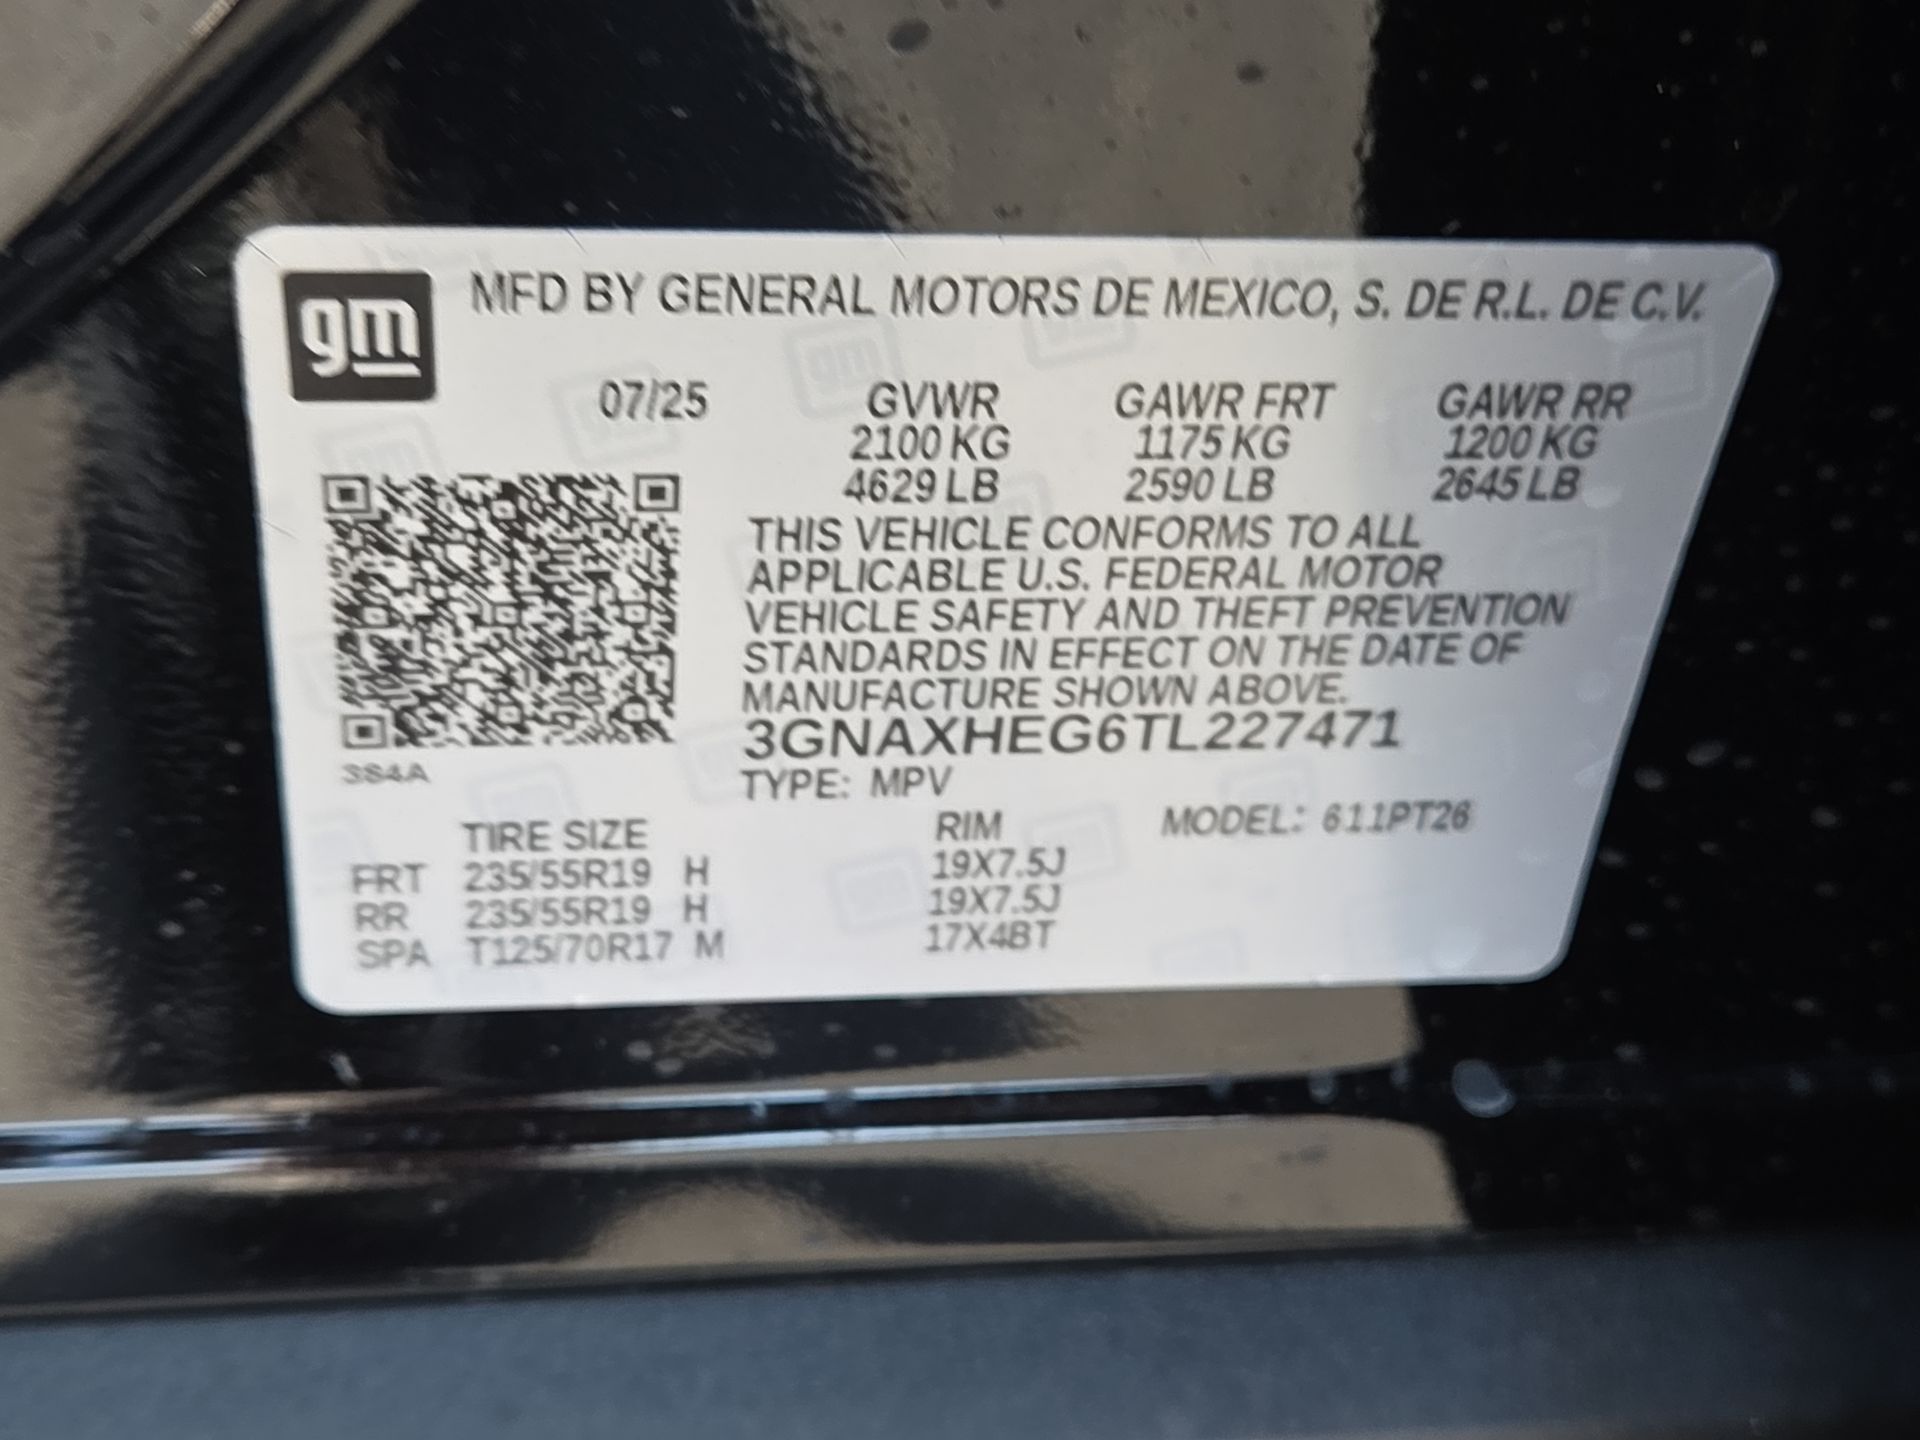 gm MFD BY GENERAL MOTORS DE MEXICO, S. DE R.L. DE C.V.
07/25 GVWR GAWR FRT GAWR RR
2100 KG 1175 KG 1200 KG
4629 LB 2590 LB 2645 LB
THIS VEHICLE CONFORMS TO ALL
APPLICABLE U.S. FEDERAL MOTOR
VEHICLE SAFETY AND THEFT PREVENTION
STANDARDS IN EFFECT ON THE DATE OF
MANUFACTURE SHOWN ABOVE.
3GNAXHEG6TL227471
384A
TYPE: MPV
TIRE SIZE RIM MODEL: 611PT26
FRT 235/55R19 H 19X7.5J
RR 235/55R19 H 19X7.5J
SPA T125/70R17 M 17X4BT